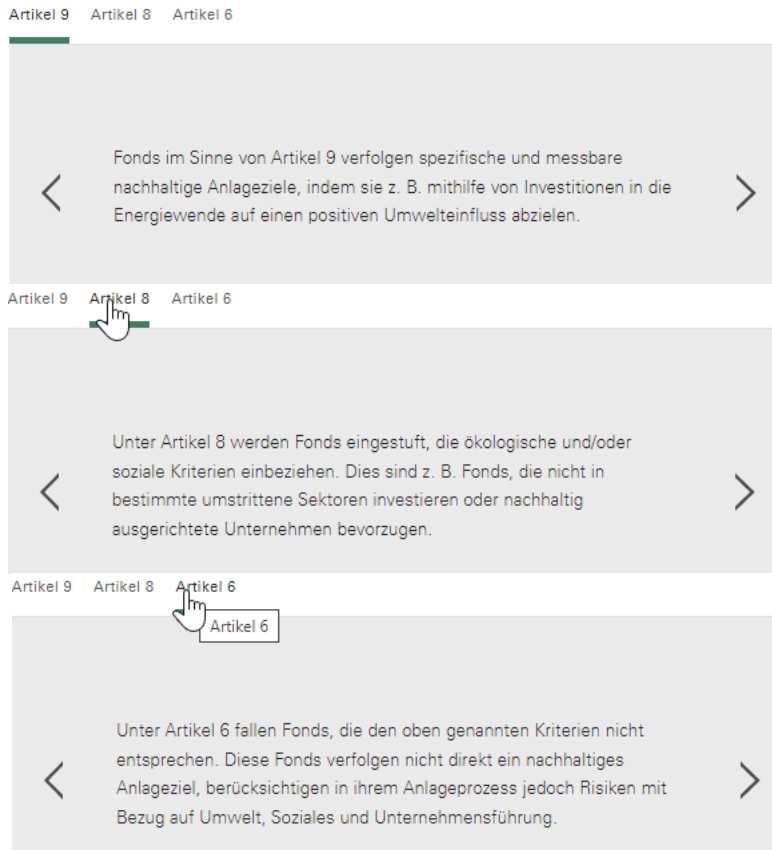 Artikel 9 Artikel 8 Artikel 6
Fonds im Sinne von Artikel 9 verfolgen spezifische und messbare
nachhaltige Anlageziele, indem sie z. B. mithilfe von Investitionen in die
Energiewende auf einen positiven Umwelteinfluss abzielen.
Artikel 9 Artikel 8 Artikel 6
Unter Artikel 8 werden Fonds eingestuft, die ökologische und/oder
soziale Kriterien einbeziehen. Dies sind z. B. Fonds, die nicht in
bestimmte umstrittene Sektoren investieren oder nachhaltig
ausgerichtete Unternehmen bevorzugen.
Artikel 9 Artikel 8 Artikel 6
Artikel 6
Unter Artikel 6 fallen Fonds, die den oben genannten Kriterien nicht
entsprechen. Diese Fonds verfolgen nicht direkt ein nachhaltiges
Anlageziel, berücksichtigen in ihrem Anlageprozess jedoch Risiken mit
Bezug auf Umwelt, Soziales und Unternehmensführung.